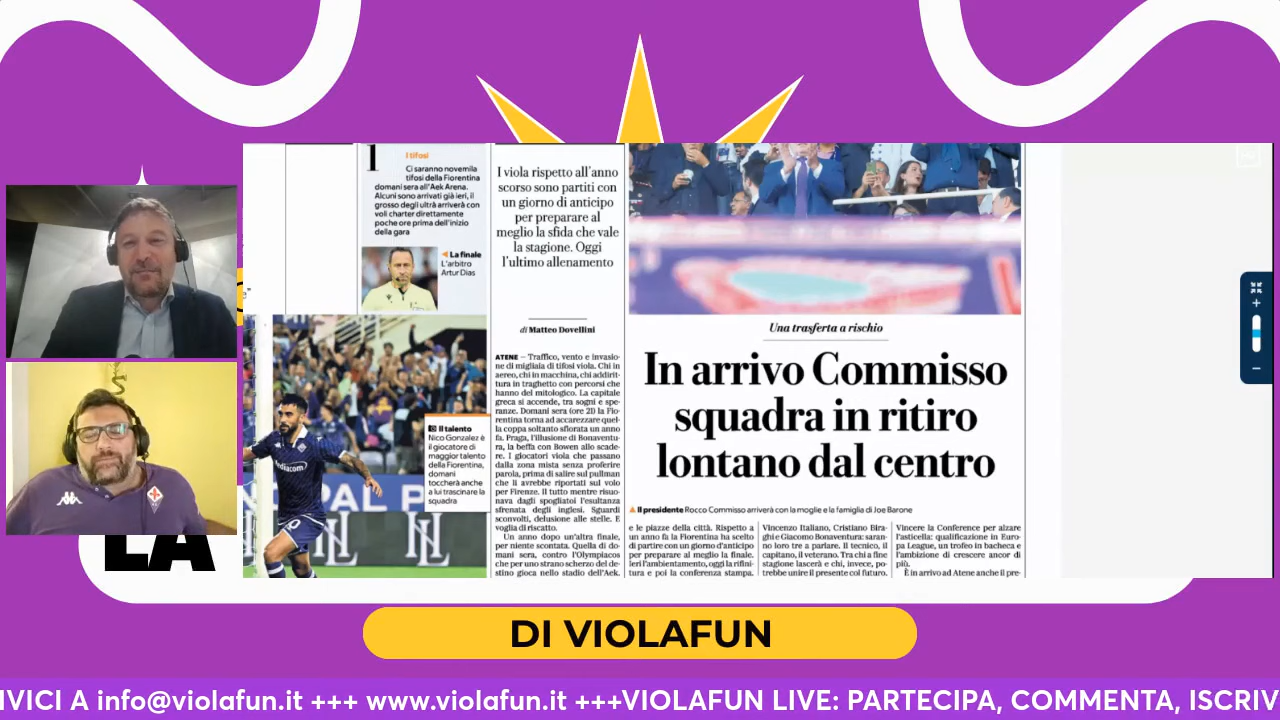 1
I tifosi
Ci saranno novemila
tifosi della Fiorentina
domani sera all'Aek Arena.
Alcuni sono arrivati già ieri, il
grosso degli ultrà arriverà con
voli charter direttamente
poche ore prima dell'inizio
della gara
La finale
L'arbitro
Artur Dias
Il talento
Nico Gonzalez è
il giocatore di
maggior talento
della Fiorentina,
domani
toccherà anche
a lui trascinare la
squadra
I viola rispetto all'anno
scorso sono partiti con
un giorno di anticipo
per preparare al
meglio la sfida che vale
la stagione. Oggi
l'ultimo allenamento
di Matteo Dovellini
ATENE — Traffico, vento e invasio-
ne di migliaia di tifosi viola. Chi in
aereo, chi in macchina, chi addirit-
tura in traghetto con percorsi che
hanno del mitologico. La capitale
greca si accende, tra sogni e spe-
ranze. Domani sera (ore 21) la Fio-
rentina torna ad accarezzare quel-
la coppa soltanto sfiorata un anno
fa. Praga, l'illusione di Bonaventu-
ra, la beffa con Bowen allo scade-
re. I giocatori viola che passano
dalla zona mista senza proferire
parola, prima di salire sul pullman
che li avrebbe riportati sul volo
per Firenze. Il tutto mentre risuo-
nava dagli spogliatoi l'esultanza
sfrenata degli inglesi. Sguardi
sconvolti, delusione alle stelle. E
voglia di riscatto.
Un anno dopo un'altra finale,
per niente scontata. Quella di do-
mani sera, contro l'Olympiacos
che per uno strano scherzo del de-
stino gioca nello stadio dell'Aek.
Una trasferta a rischio
In arrivo Commisso
squadra in ritiro
lontano dal centro
Il presidente Rocco Commisso arriverà con la moglie e la famiglia di Joe Barone
e le piazze della città. Rispetto a
un anno fa la Fiorentina ha scelto
di partire con un giorno d'anticipo
per preparare al meglio la finale.
Ieri l'ambientamento, oggi la rifini-
tura e poi la conferenza stampa.
Vincenzo Italiano, Cristiano Bira-
ghi e Giacomo Bonaventura: saran-
no loro tre a parlare. Il tecnico, il
capitano, il veterano. Tra chi a fine
stagione lascerà e chi, invece, po-
trebbe unire il presente col futuro.
Vincere la Conference per alzare
l'asticella: qualificazione in Euro-
pa League, un trofeo in bacheca e
l'ambizione di crescere ancor di
più.
È in arrivo ad Atene anche il pre-
Mediacom
10
LA
DI VIOLAFUN
IVICI A info@violafun.it +++ www.violafun.it +++VIOLAFUN LIVE: PARTECIPA, COMMENTA, ISCRIV